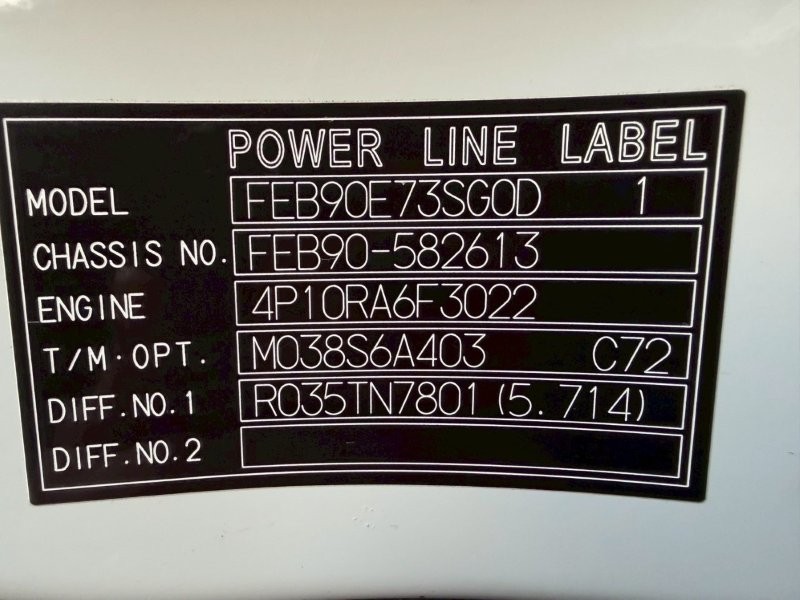 POWER LINE LABEL
MODEL FEB90E73SG0D 1
CHASSIS NO. FEB90-582613
ENGINE 4P10RA6F3022
T/M·OPT. M038S6A403 C72
DIFF.NO.1 R035TN7801 (5.714)
DIFF.NO.2